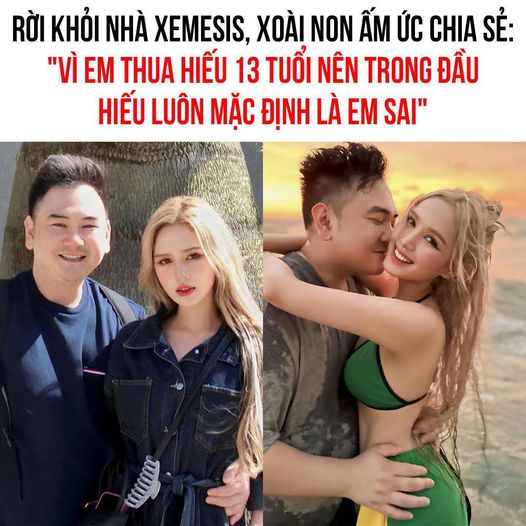 RỜI KHỎI NHÀ XEMESIS, XOÀI NON ẤM ỨC CHIA SẺ:
"VÌ EM THUA HIẾU 13 TUỔI NÊN TRONG ĐẦU
HIẾU LUÔN MẶC ĐỊNH LÀ EM SAI"